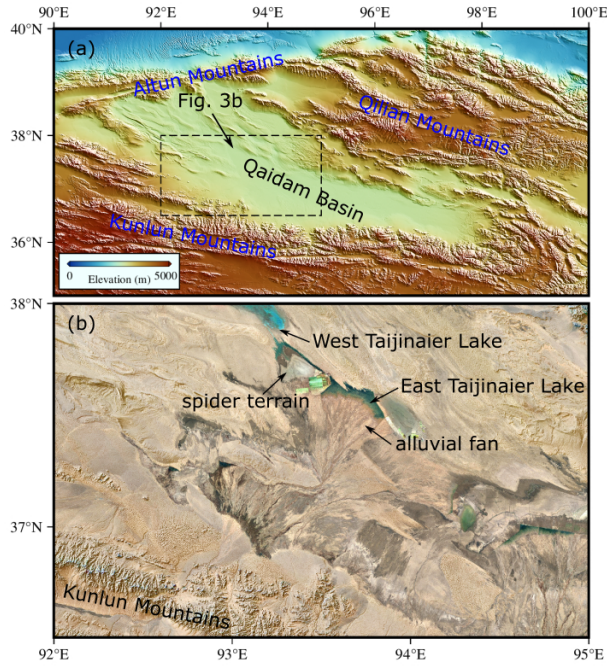 90°E 92°E 94°E 96°E 98°E 100°E
40°N
(a)
Altun Mountains
Fig. 3b
Qilian Mountains
38°N
Qaidam Basin
Kunlun Mountains
36°N
0 Elevation (m) 5000
38°N
(b)
West Taijinaier Lake
East Taijinaier Lake
spider terrain
alluvial fan
37°N
Kunlun Mountains
92°E 93°E 94°E 95°E